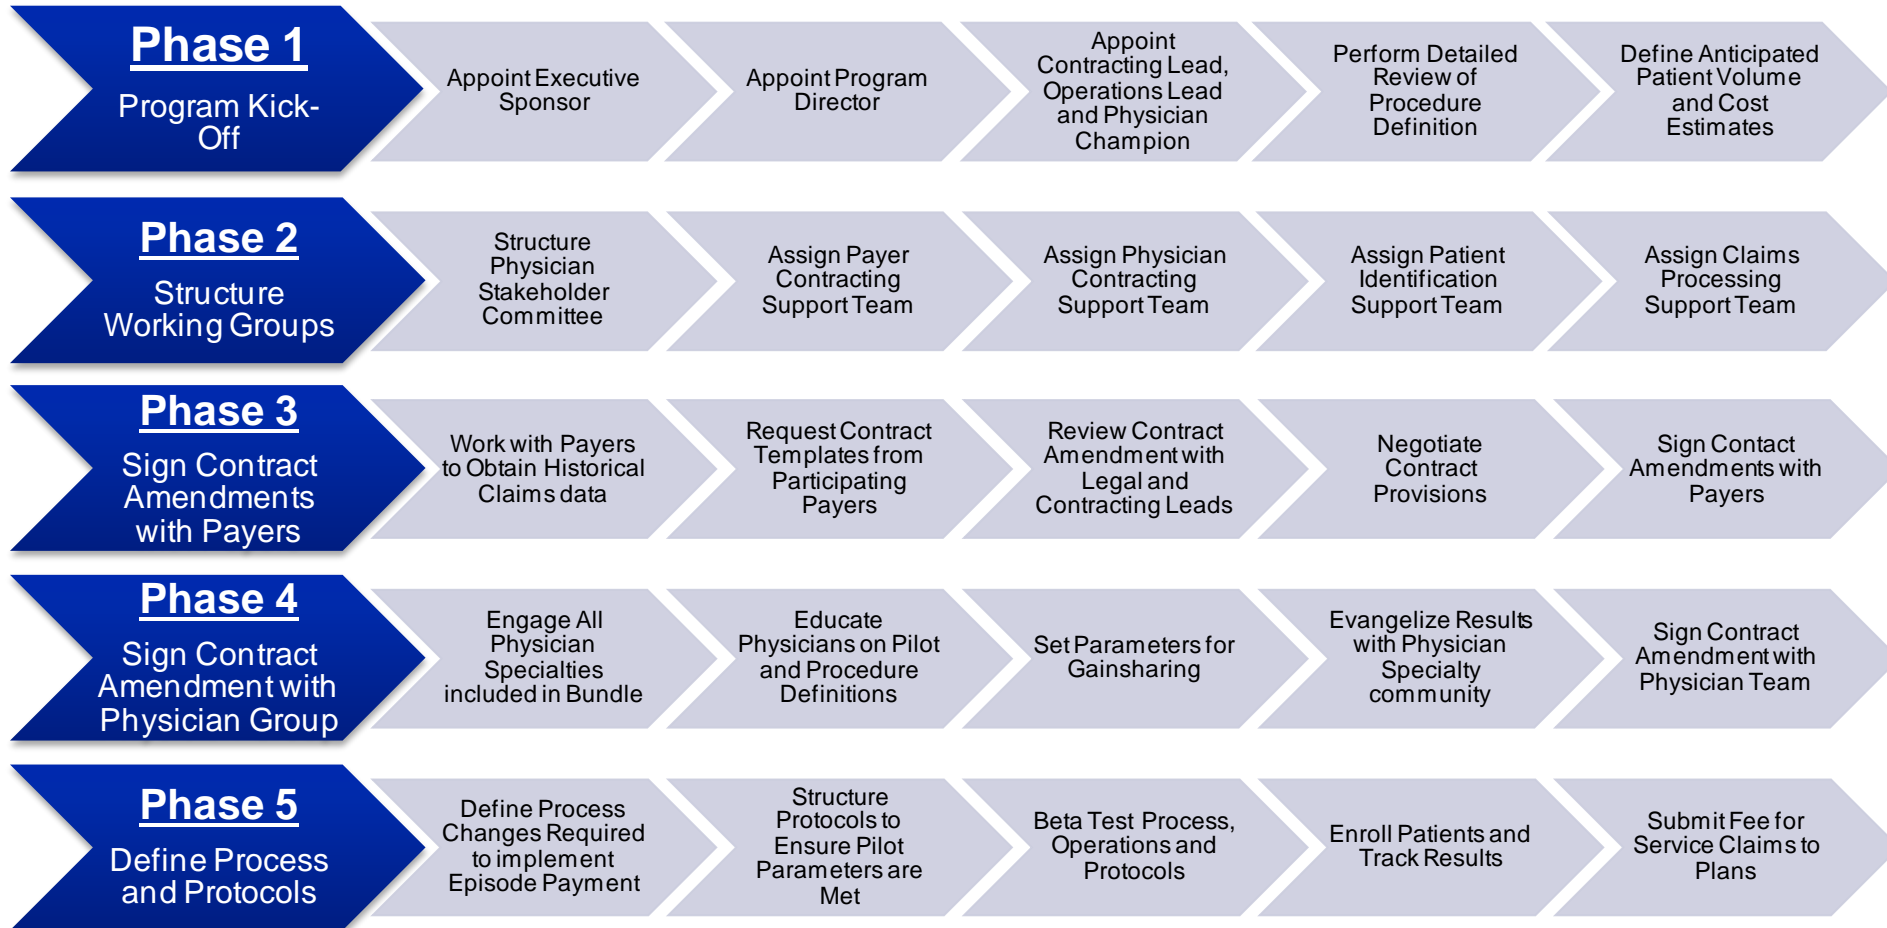 Phase 1
Program Kick-
Off
Appoint Executive
Sponsor
Appoint Program
Director
Appoint
Contracting Lead,
Operations Lead
and Physician
Champion
Perform Detailed
Review of
Procedure
Definition
Define Anticipated
Patient Volume
and Cost
Estimates
Phase 2
Structure
Working Groups
Structure
Physician
Stakeholder
Committee
Assign Payer
Contracting
Support Team
Assign Physician
Contracting
Support Team
Assign Patient
Identification
Support Team
Assign Claims
Processing
Support Team
Phase 3
Sign Contract
Amendments
with Payers
Work with Payers
to Obtain Historical
Claims data
Request Contract
Templates from
Participating
Payers
Review Contract
Amendment with
Legal and
Contracting Leads
Negotiate
Contract
Provisions
Sign Contact
Amendments with
Payers
Phase 4
Sign Contract
Amendment with
Physician Group
Engage All
Physician
Specialties
included in Bundle
Educate
Physicians on Pilot
and Procedure
Definitions
Set Parameters for
Gainsharing
Evangelize Results
with Physician
Specialty
community
Sign Contract
Amendment with
Physician Team
Phase 5
Define Process
and Protocols
Define Process
Changes Required
to implement
Episode Payment
Structure
Protocols to
Ensure Pilot
Parameters are
Met
Beta Test Process,
Operations and
Protocols
Enroll Patients and
Track Results
Submit Fee for
Service Claims to
Plans